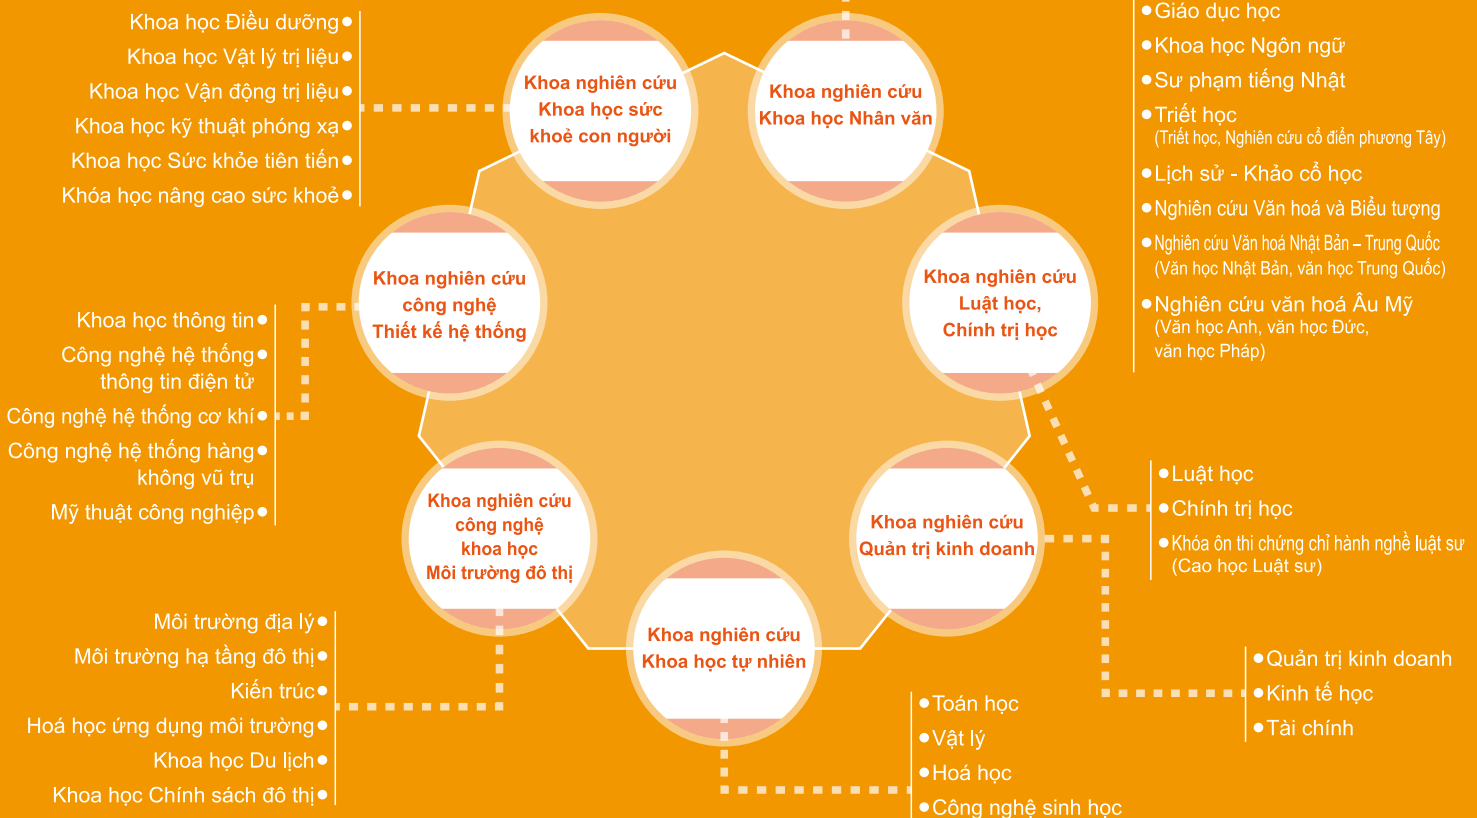 Khoa học Điều dưỡng
Khoa học Vật lý trị liệu
Khoa học Vận động trị liệu
Khoa học kỹ thuật phóng xạ
Khoa học Sức khỏe tiên tiến
Khóa học nâng cao sức khoẻ
Khoa nghiên cứu
Khoa học sức
khoẻ con người
Khoa nghiên cứu
Khoa học Nhân văn
Giáo dục học
Khoa học Ngôn ngữ
Sư phạm tiếng Nhật
Triết học
(Triết học, Nghiên cứu cổ điển phương Tây)
Lịch sử - Khảo cổ học
Nghiên cứu Văn hoá và Biểu tượng
Nghiên cứu Văn hoá Nhật Bản – Trung Quốc
(Văn học Nhật Bản, văn học Trung Quốc)
Nghiên cứu văn hoá Âu Mỹ
(Văn học Anh, văn học Đức,
văn học Pháp)
Khoa nghiên cứu
công nghệ
Thiết kế hệ thống
Khoa nghiên cứu
Luật học,
Chính trị học
Khoa học thông tin
Công nghệ hệ thống
thông tin điện tử
Công nghệ hệ thống cơ khí
Công nghệ hệ thống hàng
không vũ trụ
Mỹ thuật công nghiệp
Luật học
Chính trị học
Khóa ôn thi chứng chỉ hành nghề luật sư
(Cao học Luật sư)
Khoa nghiên cứu
công nghệ
khoa học
Môi trường đô thị
Khoa nghiên cứu
Quản trị kinh doanh
Môi trường địa lý
Môi trường hạ tầng đô thị
Kiến trúc
Hoá học ứng dụng môi trường
Khoa học Du lịch
Khoa học Chính sách đô thị
Khoa nghiên cứu
Khoa học tự nhiên
Quản trị kinh doanh
Kinh tế học
Tài chính
Toán học
Vật lý
Hoá học
Công nghệ sinh học